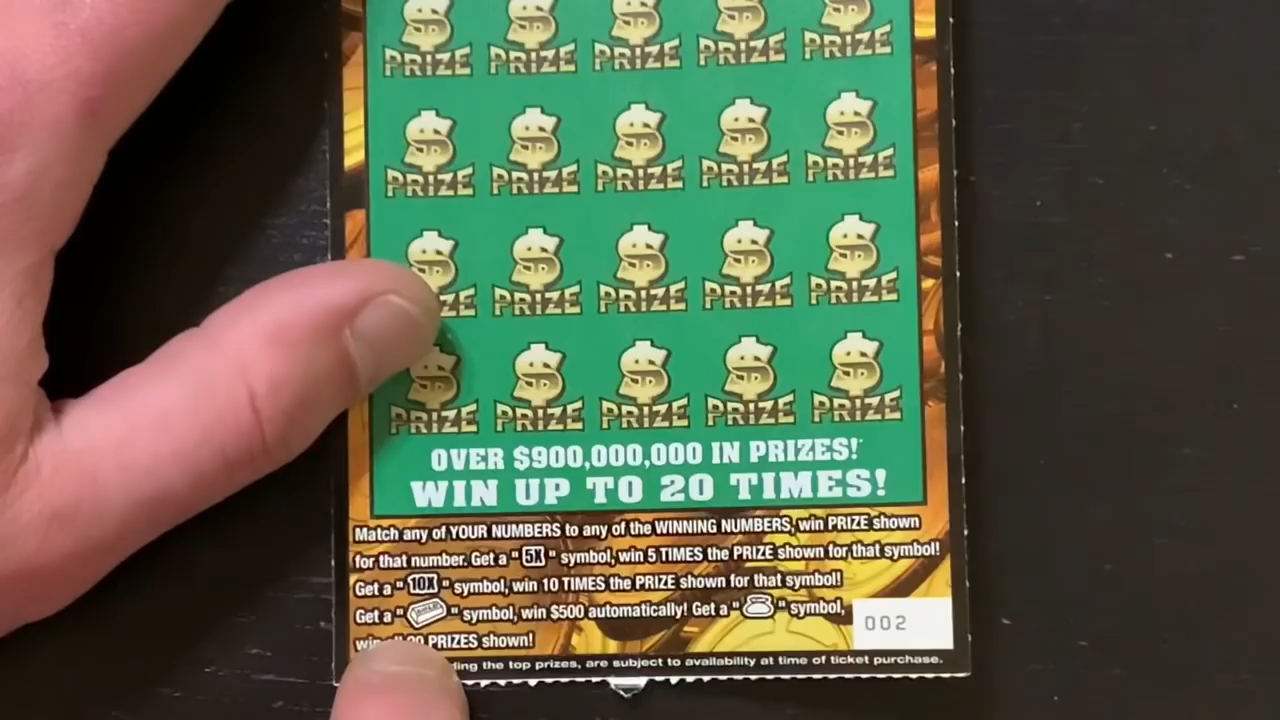 PRIZE PRIZE PRIZE PRIZE PRIZE
PRIZE PRIZE PRIZE PRIZE PRIZE
PRIZE PRIZE PRIZE PRIZE
PRIZE PRIZE PRIZE PRIZE PRIZE
OVER $900,000,000 IN PRIZES!
WIN UP TO 20 TIMES!
Match any of YOUR NUMBERS to any of the WINNING NUMBERS, win PRIZE shown
for that number. Get a "5X" symbol, win 5 TIMES the PRIZE shown for that symbol!
Get a "10X" symbol, win 10 TIMES the PRIZE shown for that symbol!
Get a " " symbol, win $500 automatically! Get a " " symbol,
win PRIZES shown!
002
the top prizes, are subject to availability at time of ticket purchase.